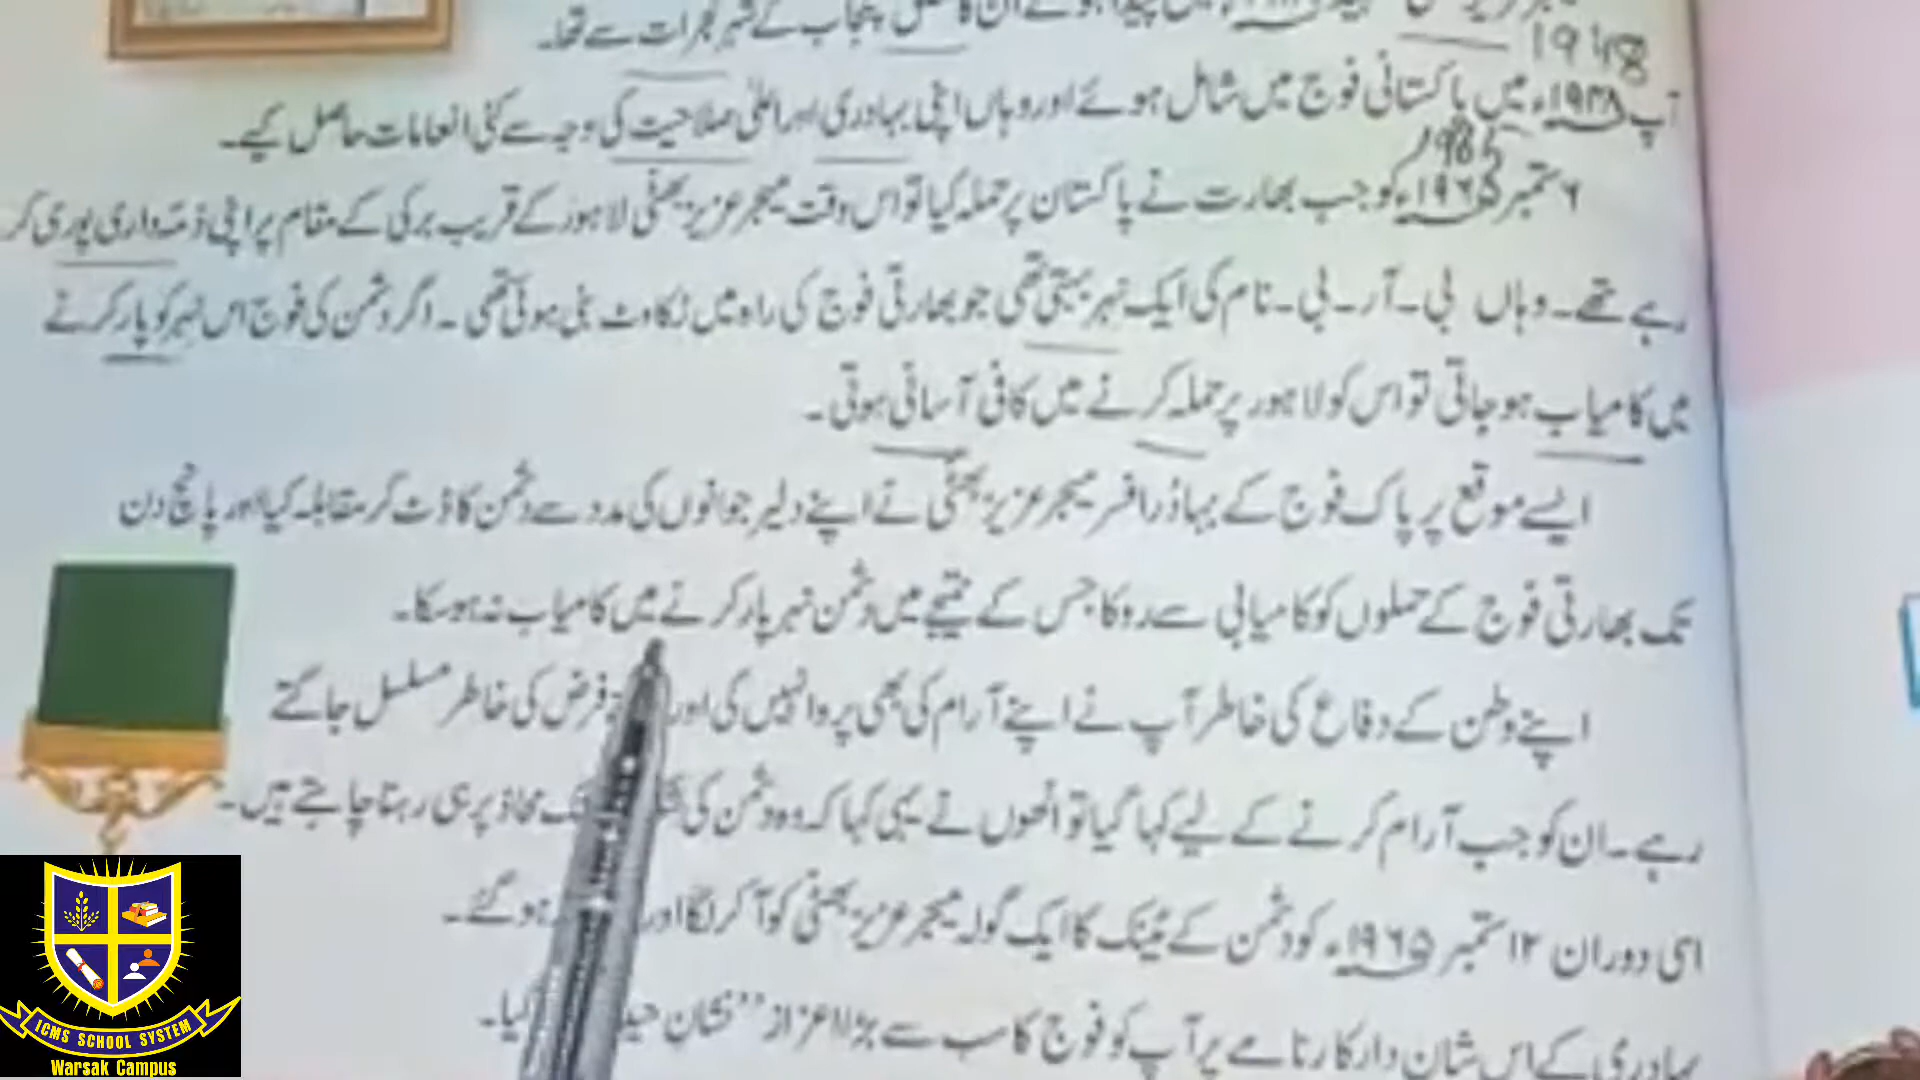 پنجاب کے شہر گجرات سے تھا۔
1948
آپ ۱۹۴۸ء میں پاکستانی فوج میں شامل ہوئے اور وہاں اپنی بہادری اور اعلیٰ صلاحیت کی وجہ سے کئی انعامات حاصل کیے۔
1965
۶ ستمبر ۱۹۶۵ء کو جب بھارت نے پاکستان پر حملہ کیا تو اس وقت میجر عزیز بھٹی لاہور کے قریب برکی کے مقام پر اپنی ذمہ داری پوری کر
رہے تھے۔ وہاں بی۔آر۔بی۔ نام کی ایک نہر بہتی تھی جو بھارتی فوج کی راہ میں رُکاوٹ بنی ہوئی تھی۔ اگر دشمن کی فوج اس نہر کو پار کرنے
میں کامیاب ہو جاتی تو اس کو لاہور پر حملہ کرنے میں کافی آسانی ہوتی۔
ایسے موقع پر پاک فوج کے بہادر افسر میجر عزیز بھٹی نے اپنے دلیر جوانوں کی مدد سے دشمن کا ڈٹ کر مقابلہ کیا اور پانچ دن
تک بھارتی فوج کے حملوں کو کامیابی سے روکا جس کے نتیجے میں دشمن نہر پار کرنے میں کامیاب نہ ہو سکا۔
اپنے وطن کے دفاع کی خاطر آپ نے اپنے آرام کی بھی پروا نہیں کی اور فرض کی خاطر مسلسل جاگتے
رہے۔ ان کو جب آرام کرنے کے لیے کہا گیا تو انھوں نے یہی کہا کہ وہ دشمن کی محاذ پر ہی رہنا چاہتے ہیں۔
اسی دوران ۱۲ ستمبر ۱۹۶۵ء کو دشمن کے ٹینک کا ایک گولہ میجر عزیز بھٹی کو آ کر لگا اور ہو گئے۔
بہادری کے اس شان دار کارنامے پر آپ کو فوج کا سب سے بڑا اعزاز "نشانِ کیا۔
ICMS SCHOOL SYSTEM
Warsak Campus